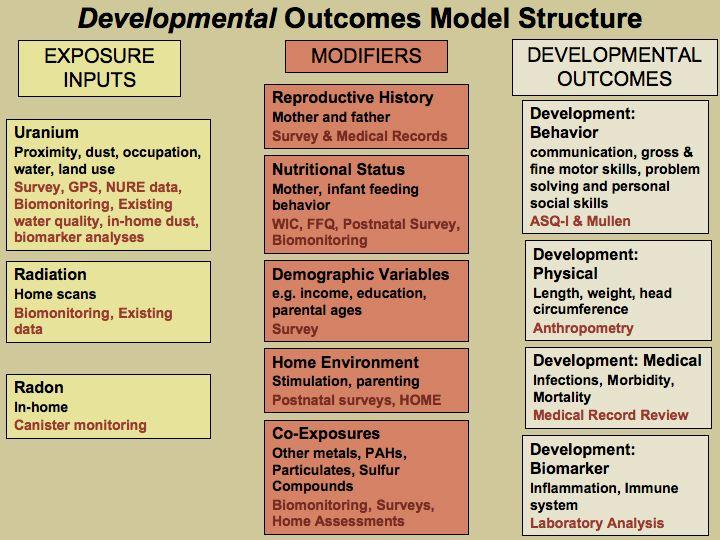 Developmental Outcomes Model Structure
EXPOSURE
INPUTS
Uranium
Proximity, dust, occupation,
water, land use
Survey, GPS, NURE data,
Biomonitoring, Existing
water quality, in-home dust,
biomarker analyses
Radiation
Home scans
Biomonitoring, Existing
data
Radon
In-home
Canister monitoring
MODIFIERS
Reproductive History
Mother and father
Survey & Medical Records
Nutritional Status
Mother, infant feeding
behavior
WIC, FFQ, Postnatal Survey,
Biomonitoring
Demographic Variables
e.g. income, education,
parental ages
Survey
Home Environment
Stimulation, parenting
Postnatal surveys, HOME
Co-Exposures
Other metals, PAHs,
Particulates, Sulfur
Compounds
Biomonitoring, Surveys,
Home Assessments
DEVELOPMENTAL
OUTCOMES
Development:
Behavior
communication, gross &
fine motor skills, problem
solving and personal
social skills
ASQ-I & Mullen
Development:
Physical
Length, weight, head
circumference
Anthropometry
Development: Medical
Infections, Morbidity,
Mortality
Medical Record Review
Development:
Biomarker
Inflammation, Immune
system
Laboratory Analysis